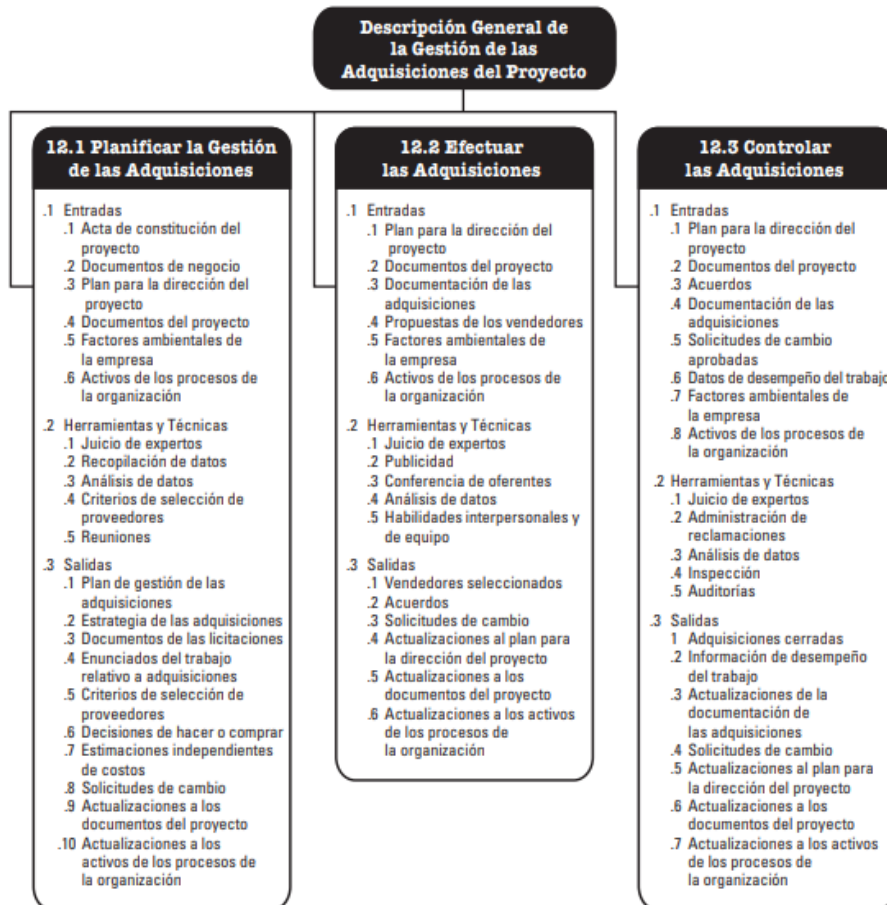 Descripción General de
la Gestión de las
Adquisiciones del Proyecto
12.1 Planificar la Gestión
de las Adquisiciones
.1 Entradas
.1 Acta de constitución del
proyecto
.2 Documentos de negocio
.3 Plan para la dirección del
proyecto
.4 Documentos del proyecto
.5 Factores ambientales de
la empresa
.6 Activos de los procesos de
la organización
.2 Herramientas y Técnicas
.1 Juicio de expertos
.2 Recopilación de datos
.3 Análisis de datos
.4 Criterios de selección de
proveedores
.5 Reuniones
.3 Salidas
.1 Plan de gestión de las
adquisiciones
.2 Estrategia de las adquisiciones
.3 Documentos de las licitaciones
.4 Enunciados del trabajo
relativo a adquisiciones
.5 Criterios de selección de
proveedores
.6 Decisiones de hacer o comprar
.7 Estimaciones independientes
de costos
.8 Solicitudes de cambio
.9 Actualizaciones a los
documentos del proyecto
.10 Actualizaciones a los
activos de los procesos de
la organización
12.2 Efectuar
las Adquisiciones
.1 Entradas
.1 Plan para la dirección del
proyecto
.2 Documentos del proyecto
.3 Documentación de las
adquisiciones
.4 Propuestas de los vendedores
.5 Factores ambientales de
la empresa
.6 Activos de los procesos de
la organización
.2 Herramientas y Técnicas
.1 Juicio de expertos
.2 Publicidad
.3 Conferencia de oferentes
.4 Análisis de datos
.5 Habilidades interpersonales y
de equipo
.3 Salidas
.1 Vendedores seleccionados
.2 Acuerdos
.3 Solicitudes de cambio
.4 Actualizaciones al plan para
la dirección del proyecto
.5 Actualizaciones a los
documentos del proyecto
.6 Actualizaciones a los activos
de los procesos de
la organización
12.3 Controlar
las Adquisiciones
.1 Entradas
.1 Plan para la dirección del
proyecto
.2 Documentos del proyecto
.3 Acuerdos
.4 Documentación de las
adquisiciones
.5 Solicitudes de cambio
aprobadas
.6 Datos de desempeño del trabajo
.7 Factores ambientales de
la empresa
.8 Activos de los procesos de
la organización
.2 Herramientas y Técnicas
.1 Juicio de expertos
.2 Administración de
reclamaciones
.3 Análisis de datos
.4 Inspección
.5 Auditorías
.3 Salidas
1 Adquisiciones cerradas
.2 Información de desempeño
del trabajo
.3 Actualizaciones de la
documentación de
las adquisiciones
.4 Solicitudes de cambio
.5 Actualizaciones al plan para
la dirección del proyecto
.6 Actualizaciones a los
documentos del proyecto
.7 Actualizaciones a los activos
de los procesos de
la organización